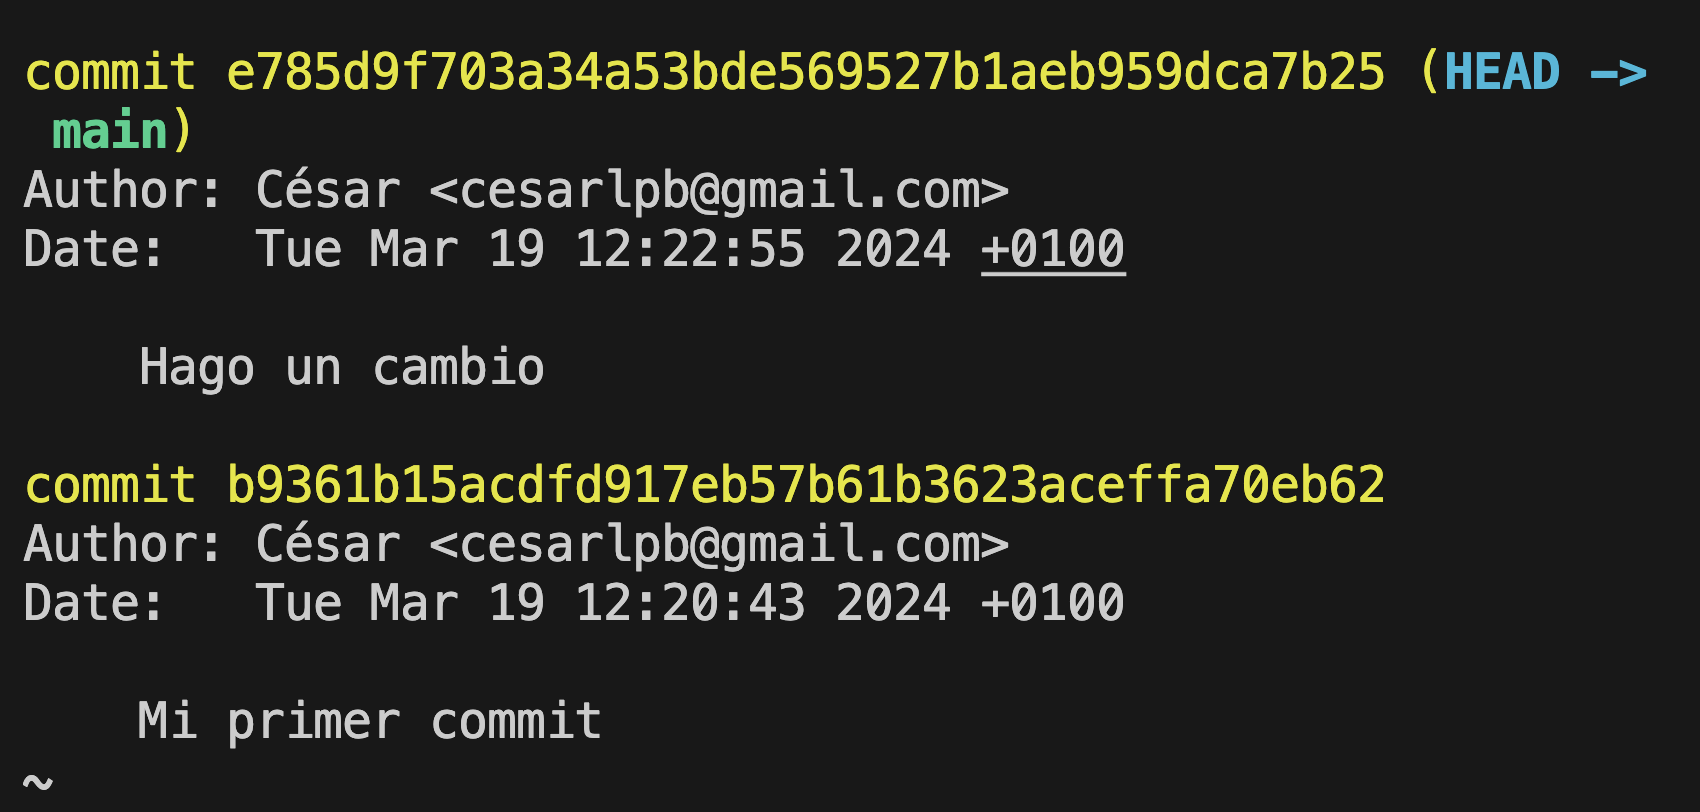 commit e785d9f703a34a53bde569527b1aeb959dca7b25 (HEAD ->
 main)
Author: César <cesarlpb@gmail.com>
Date:   Tue Mar 19 12:22:55 2024 +0100
    Hago un cambio
commit b9361b15acdfd917eb57b61b3623aceffa70eb62
Author: César <cesarlpb@gmail.com>
Date:   Tue Mar 19 12:20:43 2024 +0100
    Mi primer commit
~